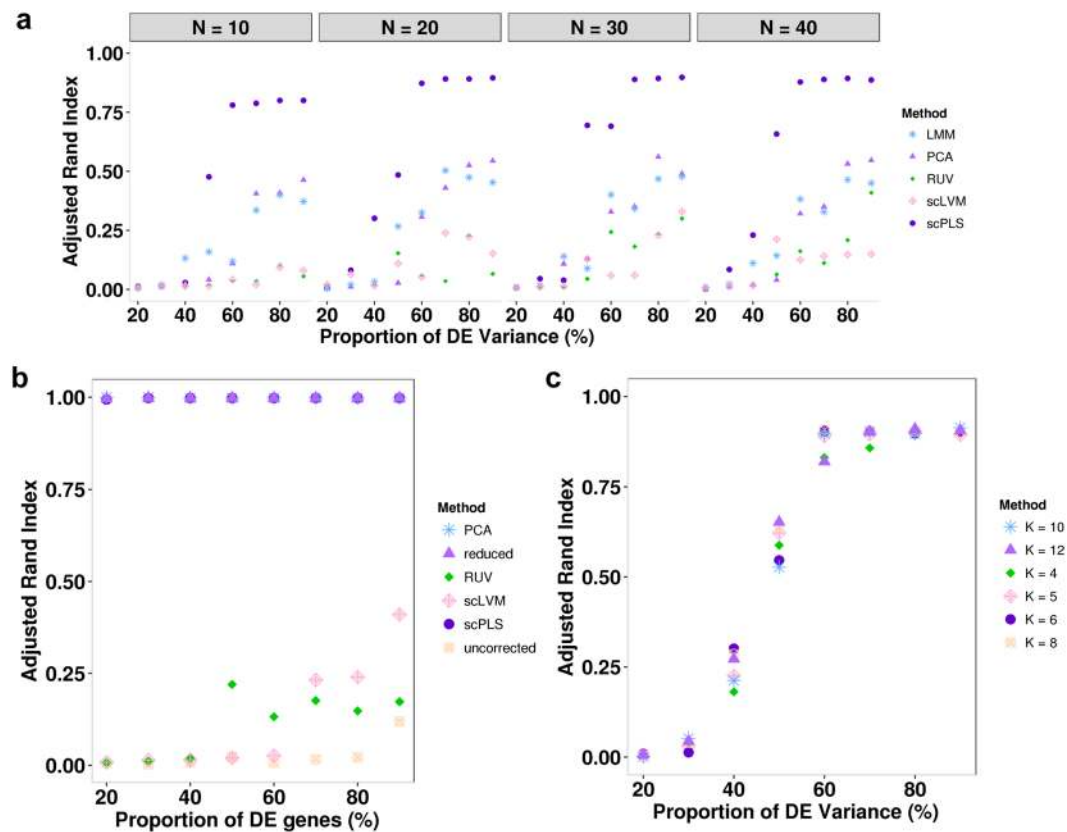 a
N = 10
N = 20
N = 30
N = 40
Adjusted Rand Index
1.00
0.75
0.50
0.25
0.00
20 40 60 80 20 40 60 80 20 40 60 80 20 40 60 80
Proportion of DE Variance (%)
Method
LMM
PCA
RUV
scLVM
scPLS
b
Adjusted Rand Index
1.00
0.75
0.50
0.25
0.00
20 40 60 80
Proportion of DE genes (%)
Method
PCA
reduced
RUV
scLVM
scPLS
uncorrected
c
Adjusted Rand Index
1.00
0.75
0.50
0.25
0.00
20 40 60 80
Proportion of DE Variance (%)
Method
K = 10
K = 12
K = 4
K = 5
K = 6
K = 8